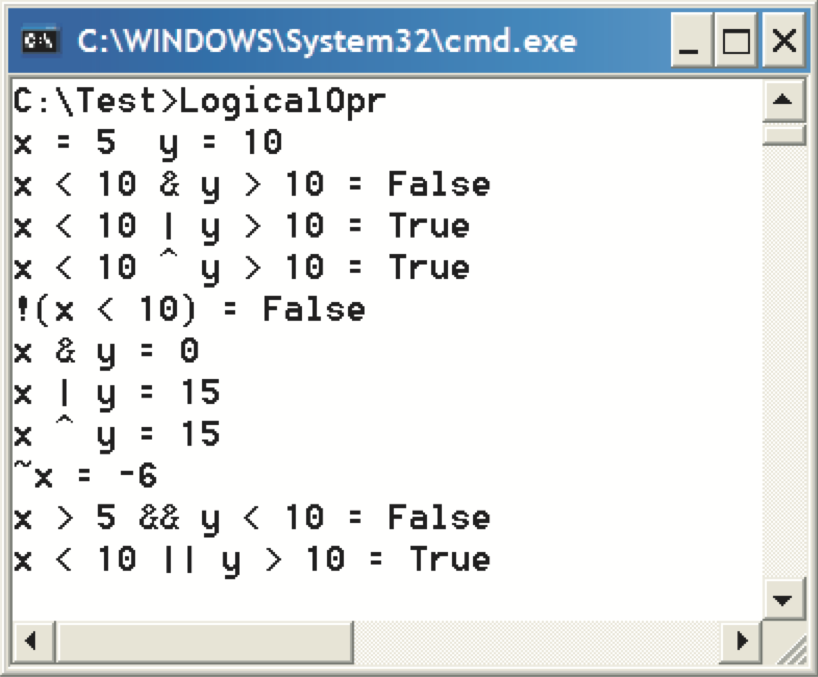 C:\WINDOWS\System32\cmd.exe
C:\Test>LogicalOpr
x = 5  y = 10
x < 10 & y > 10 = False
x < 10 | y > 10 = True
x < 10 ^ y > 10 = True
!(x < 10) = False
x & y = 0
x | y = 15
x ^ y = 15
~x = -6
x > 5 && y < 10 = False
x < 10 || y > 10 = True